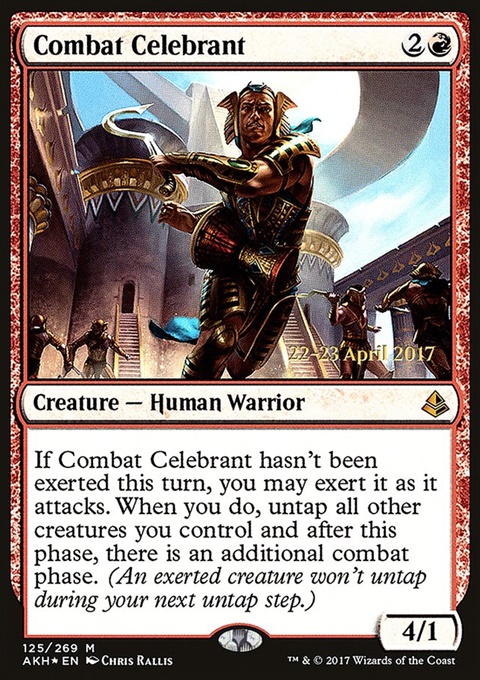 Combat Celebrant 2
22-23 April 2017
Creature — Human Warrior
If Combat Celebrant hasn't been
exerted this turn, you may exert it as it
attacks. When you do, untap all other
creatures you control and after this
phase, there is an additional combat
phase. (An exerted creature won't untap
during your next untap step.)
4/1
125/269 M
AKH★EN Chris Rallis
™ & © 2017 Wizards of the Coast